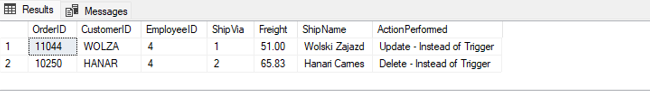 Results Messages
OrderID CustomerID EmployeeID ShipVia Freight ShipName ActionPerformed
1 11044 WOLZA 4 1 51.00 Wolski Zajazd Update - Instead of Trigger
2 10250 HANAR 4 2 65.83 Hanari Carnes Delete - Instead of Trigger